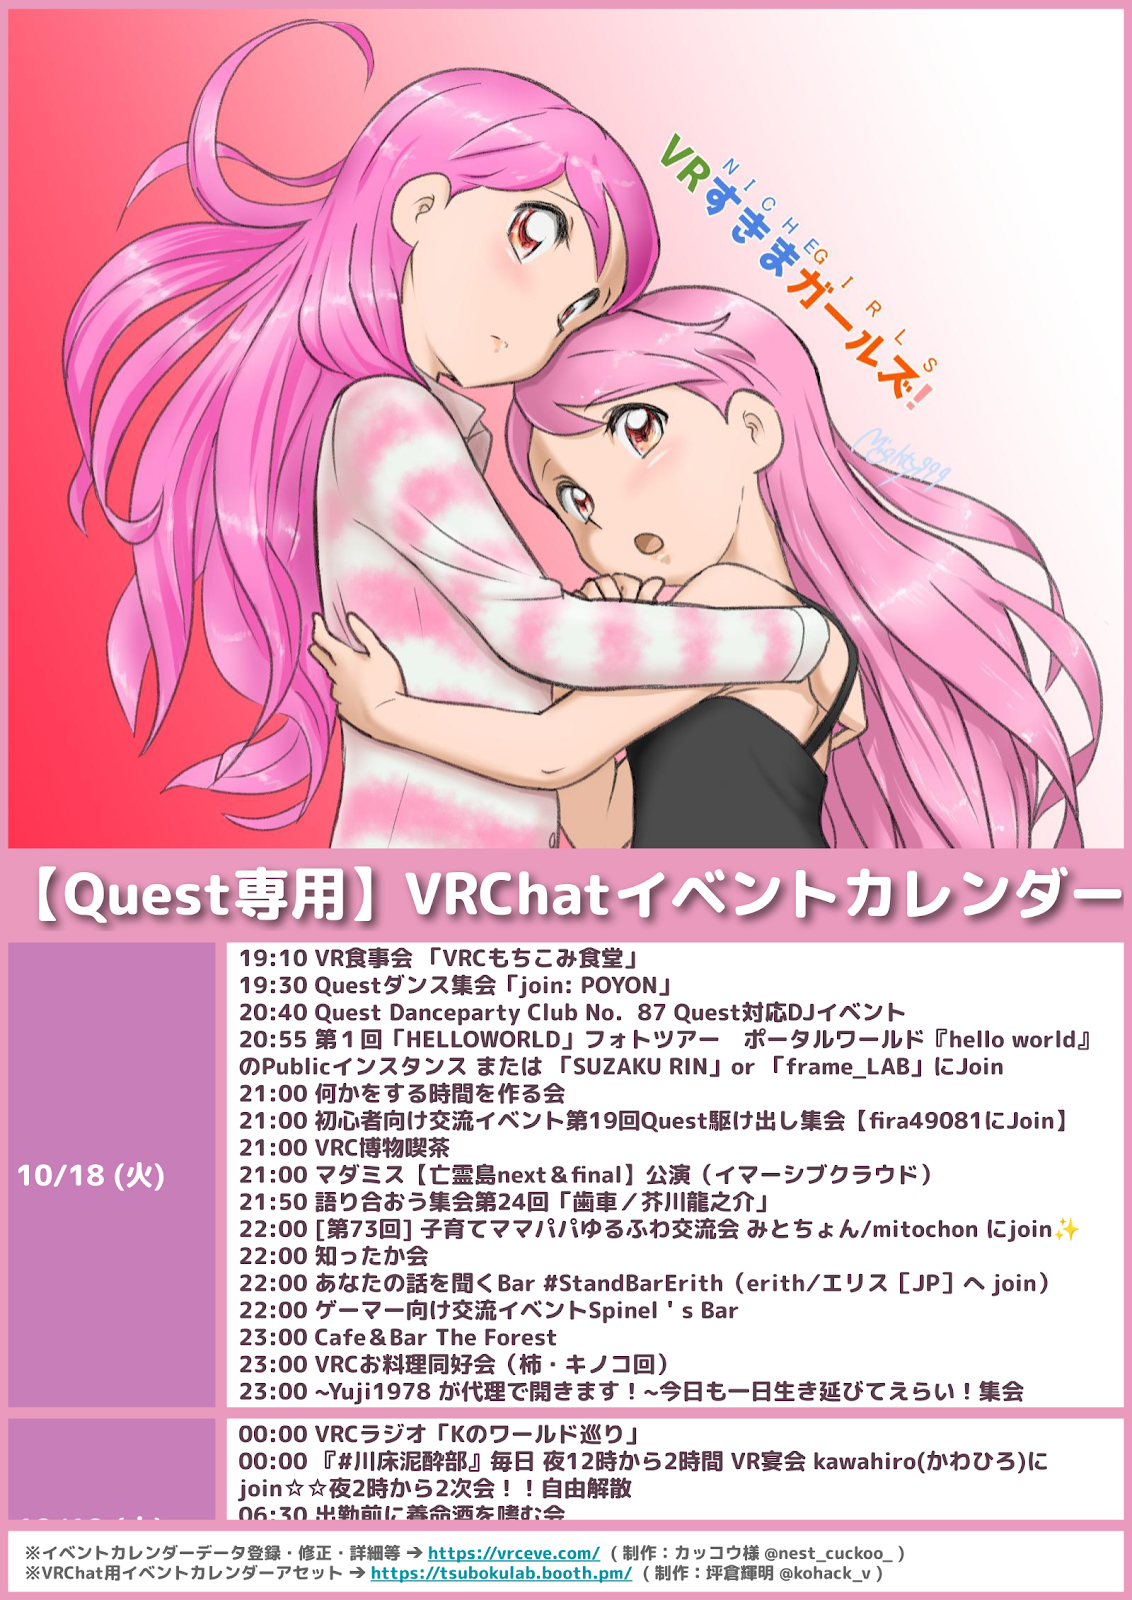 NICHE GIRLS
VRすきまガールズ!
Mighty999
【Quest専用】VRChatイベントカレンダー
10/18 (火)
19:10 VR食事会 「VRCもちこみ食堂」
19:30 Questダンス集会「join: POYON」
20:40 Quest Danceparty Club No.  87 Quest対応DJイベント
20:55 第１回「HELLOWORLD」フォトツアー　ポータルワールド『hello world』
のPublicインスタンス または 「SUZAKU RIN」or 「frame_LAB」にJoin
21:00 何かをする時間を作る会
21:00 初心者向け交流イベント第19回Quest駆け出し集会【fira49081にJoin】
21:00 VRC博物喫茶
21:00 マダミス【亡霊島next＆final】公演（イマーシブクラウド）
21:50 語り合おう集会第24回「歯車／芥川龍之介」
22:00 [第73回] 子育てママパパゆるふわ交流会 みとちょん/mitochon にjoin✨
22:00 知ったか会
22:00 あなたの話を聞くBar #StandBarErith（erith/エリス［JP］へ join）
22:00 ゲーマー向け交流イベントSpinel＇s Bar
23:00 Cafe＆Bar The Forest
23:00 VRCお料理同好会（柿・キノコ回）
23:00 ~Yuji1978 が代理で開きます！~今日も一日生き延びてえらい！集会
00:00 VRCラジオ「Kのワールド巡り」
00:00 『#川床泥酔部』毎日 夜12時から2時間 VR宴会 kawahiro(かわひろ)に
join☆☆夜2時から2次会！！自由解散
06:30 出勤前に養命酒を嗜む会
※イベントカレンダーデータ登録・修正・詳細等 ➔ https://vrceve.com/ （制作：カッコウ様 @nest_cuckoo_ ）
※VRChat用イベントカレンダーアセット ➔ https://tsubokulab.booth.pm/ （制作：坪倉輝明 @kohack_v ）